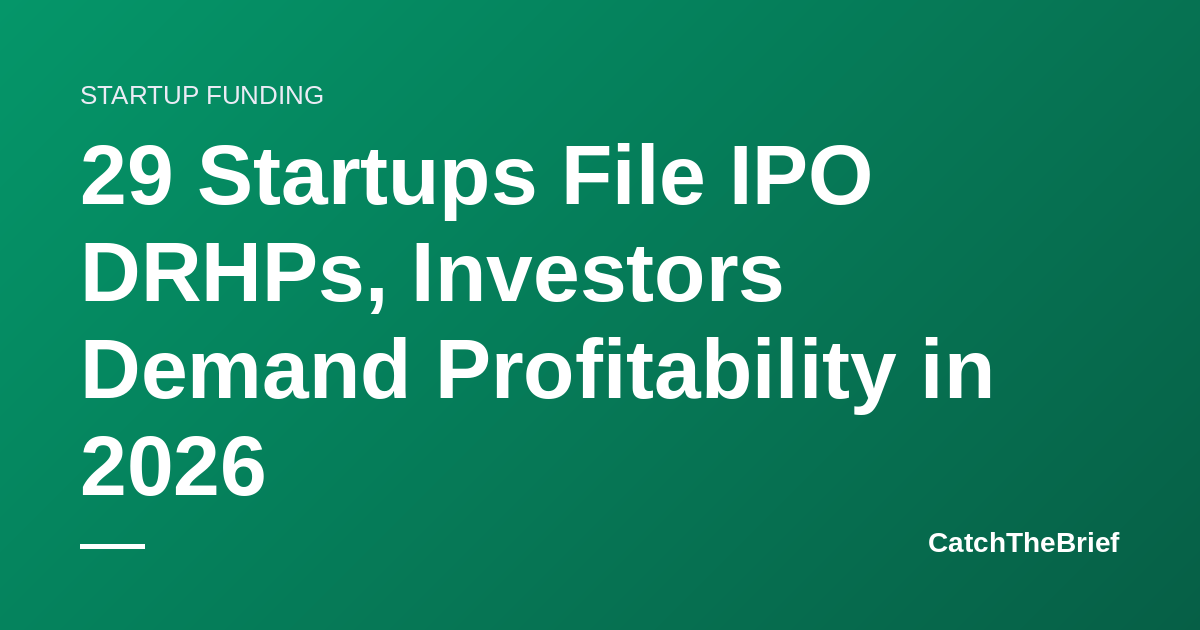 STARTUP FUNDING
29 Startups File IPO
DRHPs, Investors
Demand Profitability in
2026
CatchTheBrief